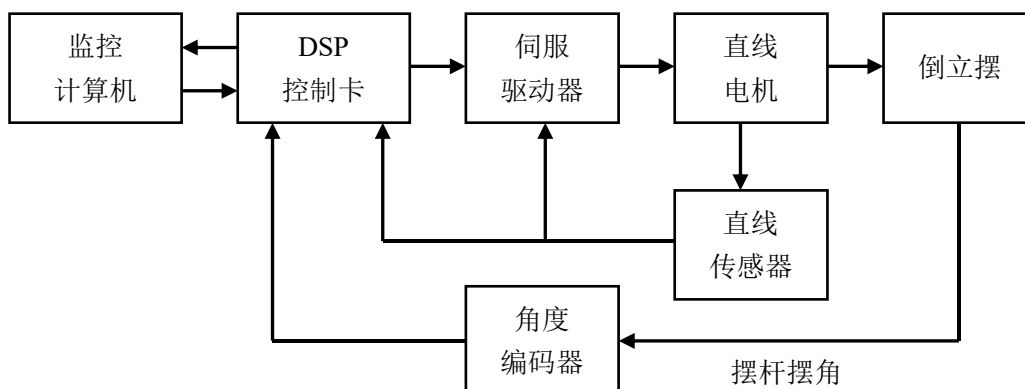 监控
计算机
DSP
控制卡
伺服
驱动器
直线
电机
倒立摆
直线
传感器
角度
编码器
摆杆摆角